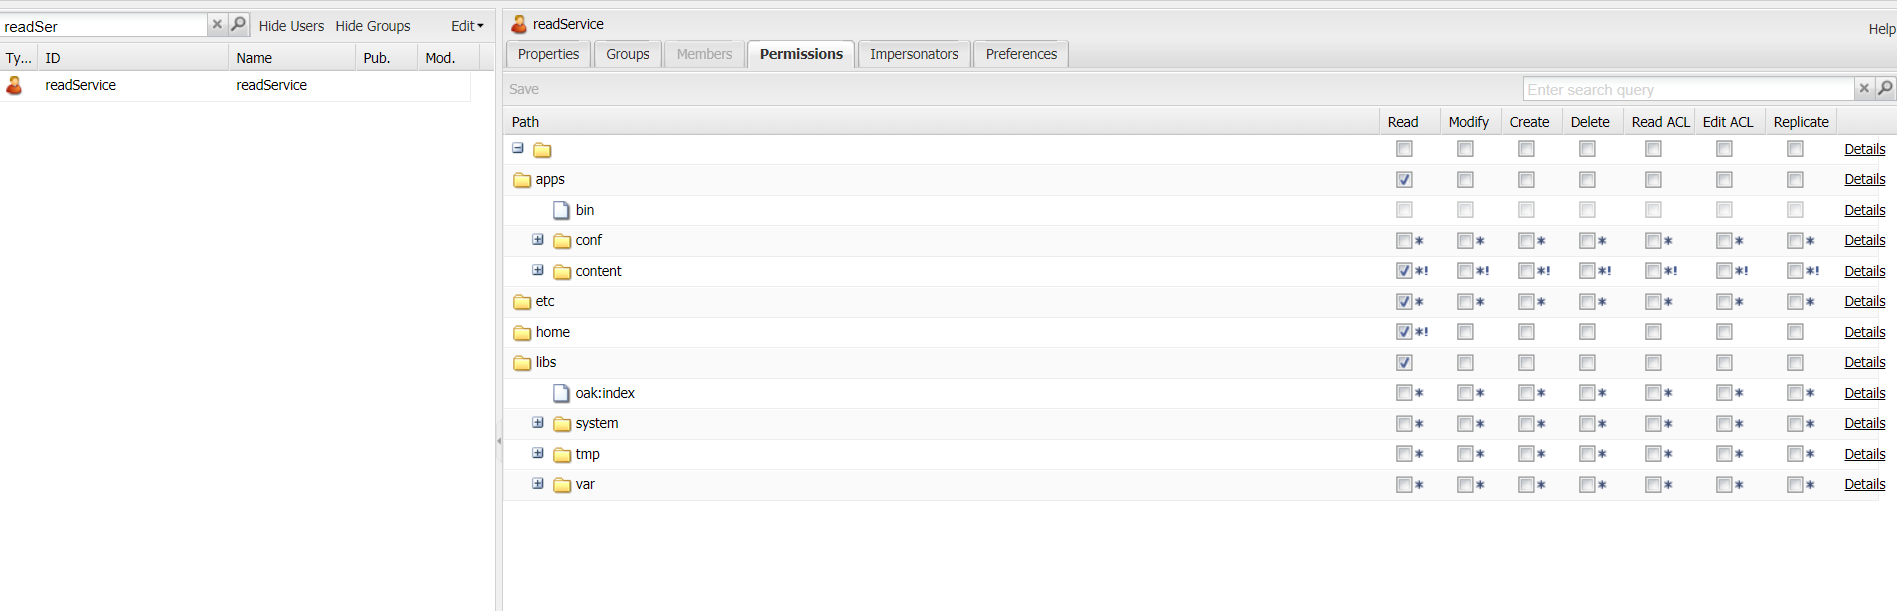 readSer Hide Users Hide Groups Edit
Ty... ID Name Pub. Mod.
readService readService
readService
Help
Properties Groups Members Permissions Impersonators Preferences
Save Enter search query
Path Read Modify Create Delete Read ACL Edit ACL Replicate
Details
apps Details
bin Details
conf * * * * * * * Details
content *! *! *! *! *! *! *! Details
etc * * * * * * * Details
home *! Details
libs Details
oak:index * * * * * * * Details
system * * * * * * * Details
tmp * * * * * * * Details
var * * * * * * * Details